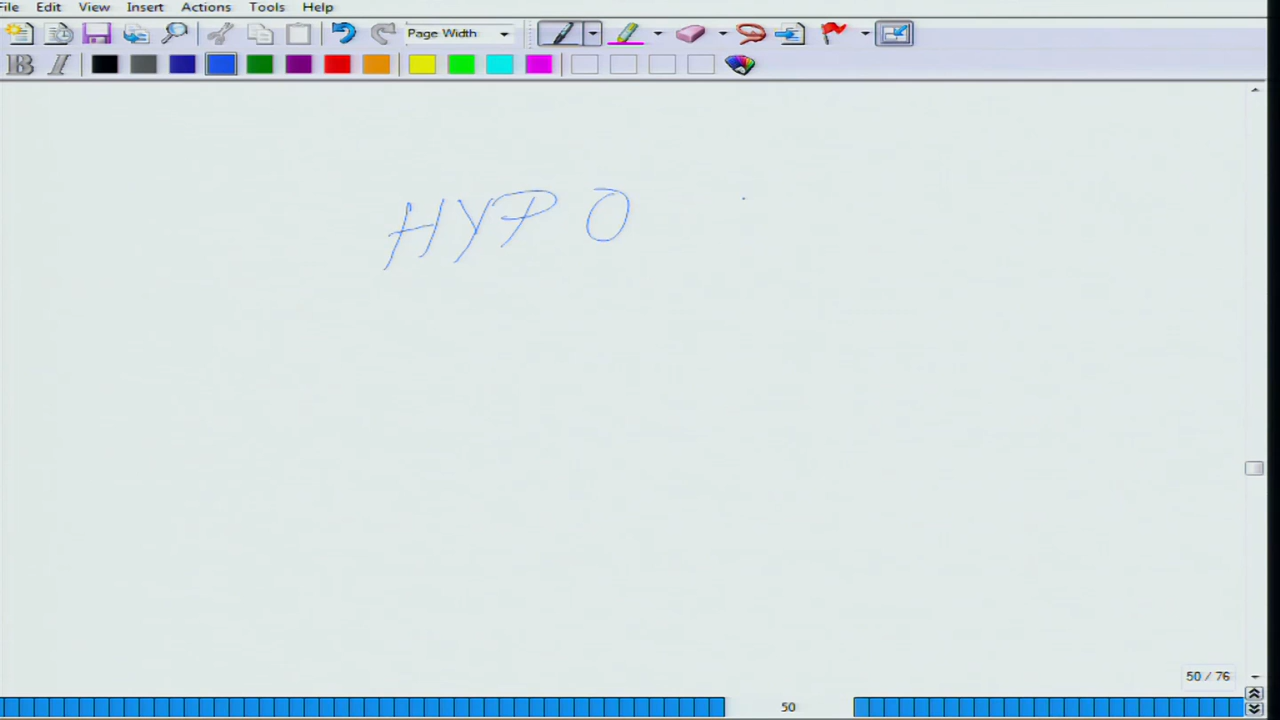 File Edit View Insert Actions Tools Help
Page Width
B I
HYPO
50 / 76
50